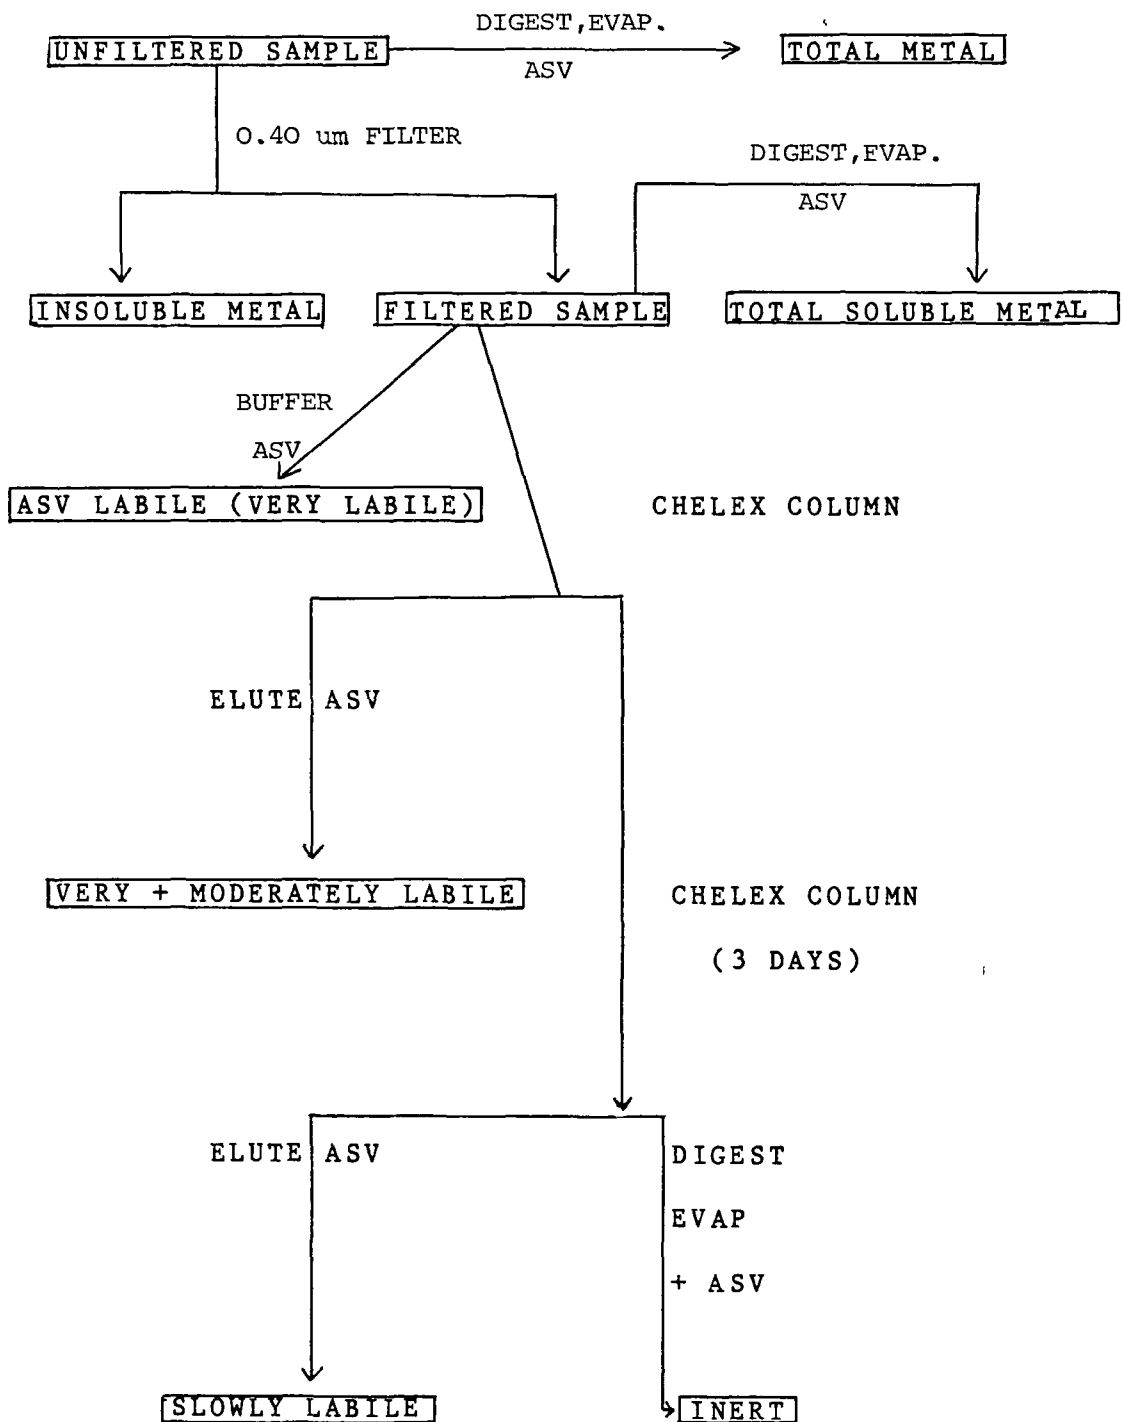 DIGEST,EVAP.
UNFILTERED SAMPLE
TOTAL METAL
ASV
0.40 um FILTER
DIGEST,EVAP.
ASV
INSOLUBLE METAL
FILTERED SAMPLE
TOTAL SOLUBLE METAL
BUFFER
ASV
ASV LABILE (VERY LABILE)
CHELEX COLUMN
ELUTE ASV
VERY + MODERATELY LABILE
CHELEX COLUMN
(3 DAYS)
ELUTE ASV
DIGEST
EVAP
+ ASV
SLOWLY LABILE
INERT